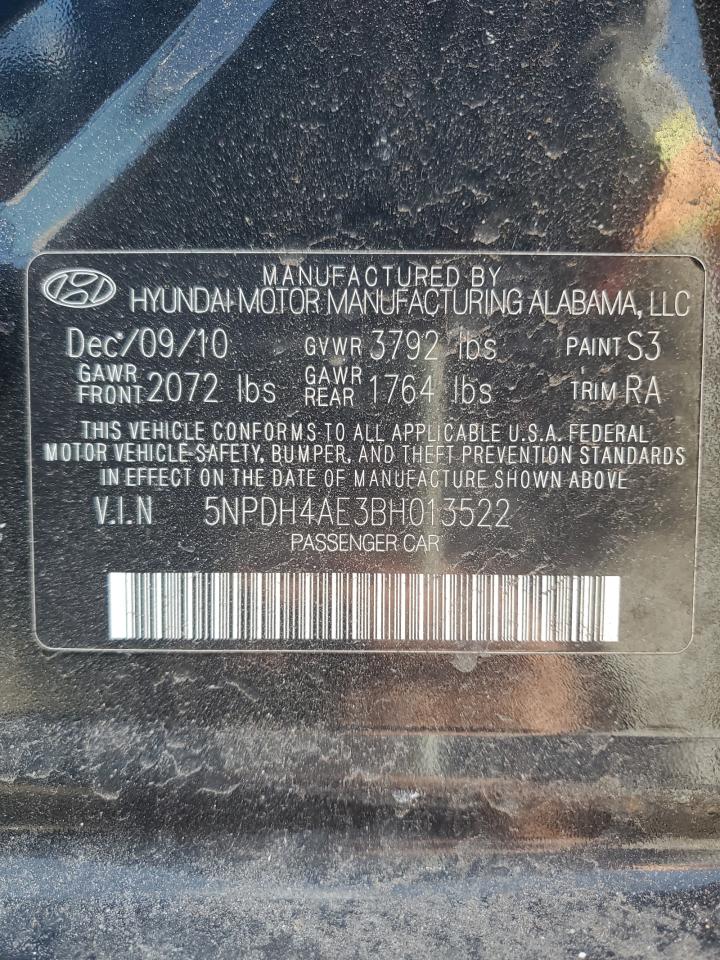 MANUFACTURED BY
HYUNDAI MOTOR MANUFACTURING ALABAMA, LLC
Dec/09/10 GVWR 3792 lbs PAINT S3
GAWR FRONT 2072 lbs GAWR REAR 1764 lbs TRIM RA
THIS VEHICLE CONFORMS TO ALL APPLICABLE U.S.A. FEDERAL
MOTOR VEHICLE SAFETY, BUMPER, AND THEFT PREVENTION STANDARDS
IN EFFECT ON THE DATE OF MANUFACTURE SHOWN ABOVE
V.I.N 5NPDH4AE3BH013522
PASSENGER CAR